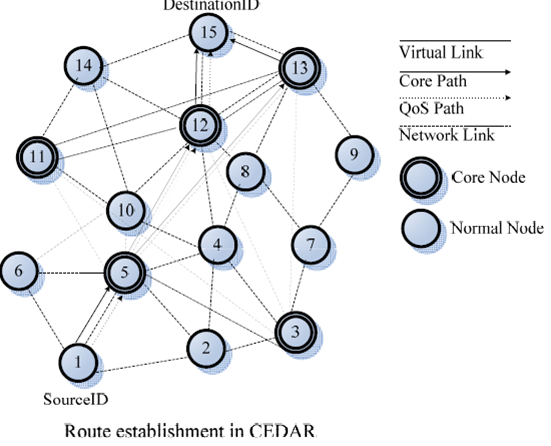 DestinationID
15
14
13
12
11
9
8
10
4
7
6
5
3
2
1
SourceID
Virtual Link
Core Path
QoS Path
Network Link
Core Node
Normal Node
Route establishment in CEDAR